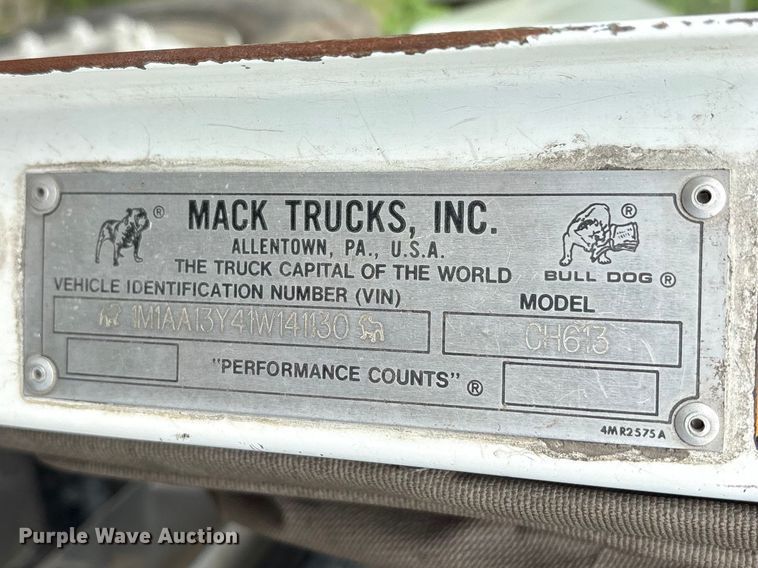 MACK TRUCKS, INC.
ALLENTOWN, PA., U.S.A.
THE TRUCK CAPITAL OF THE WORLD
® ®
BULL DOG ®
VEHICLE IDENTIFICATION NUMBER (VIN)
MODEL
1M1AA13Y41W141130
CH613
"PERFORMANCE COUNTS" ®
4MR2575A
Purple Wave Auction